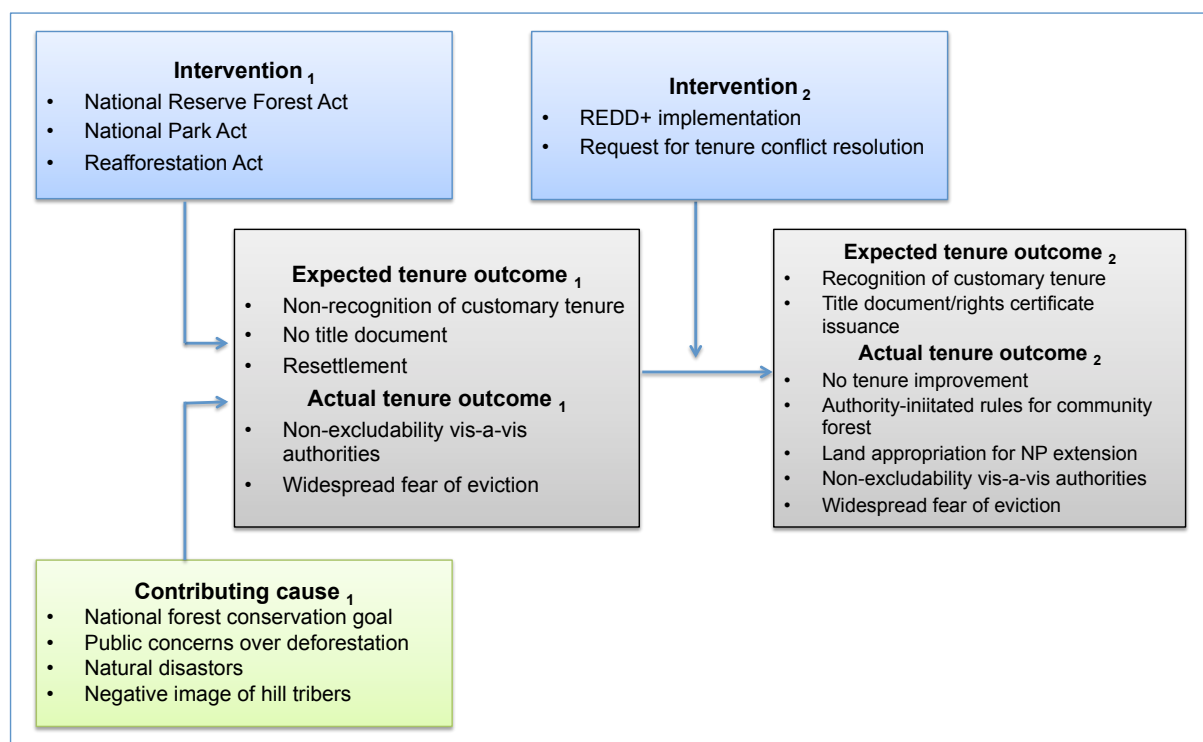 Intervention 1
• National Reserve Forest Act
• National Park Act
• Reafforestation Act
Intervention 2
• REDD+ implementation
• Request for tenure conflict resolution
Expected tenure outcome 1
• Non-recognition of customary tenure
• No title document
• Resettlement
Actual tenure outcome 1
• Non-excludability vis-a-vis
authorities
• Widespread fear of eviction
Expected tenure outcome 2
• Recognition of customary tenure
• Title document/rights certificate
issuance
Actual tenure outcome 2
• No tenure improvement
• Authority-iniitated rules for community
forest
• Land appropriation for NP extension
• Non-excludability vis-a-vis authorities
• Widespread fear of eviction
Contributing cause 1
• National forest conservation goal
• Public concerns over deforestation
• Natural disastors
• Negative image of hill tribers